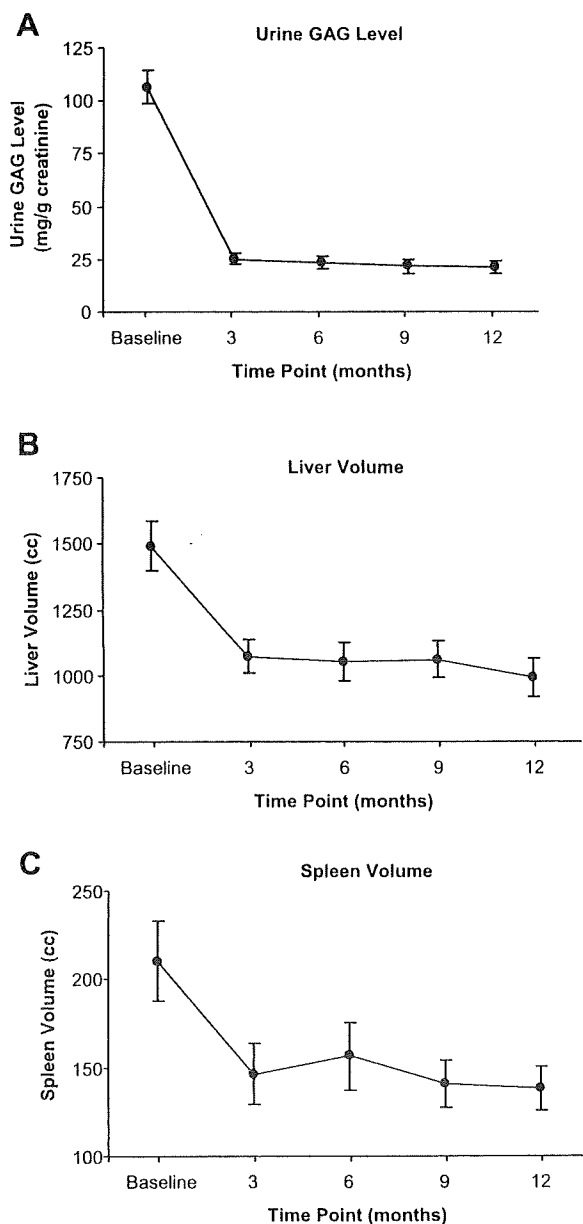 A
Urine GAG Level
Urine GAG Level
(mg/g creatinine)
125
100
75
50
25
0
Baseline 3 6 9 12
Time Point (months)
B
Liver Volume
Liver Volume (cc)
1750
1500
1250
1000
750
Baseline 3 6 9 12
Time Point (months)
C
Spleen Volume
Spleen Volume (cc)
250
200
150
100
Baseline 3 6 9 12
Time Point (months)